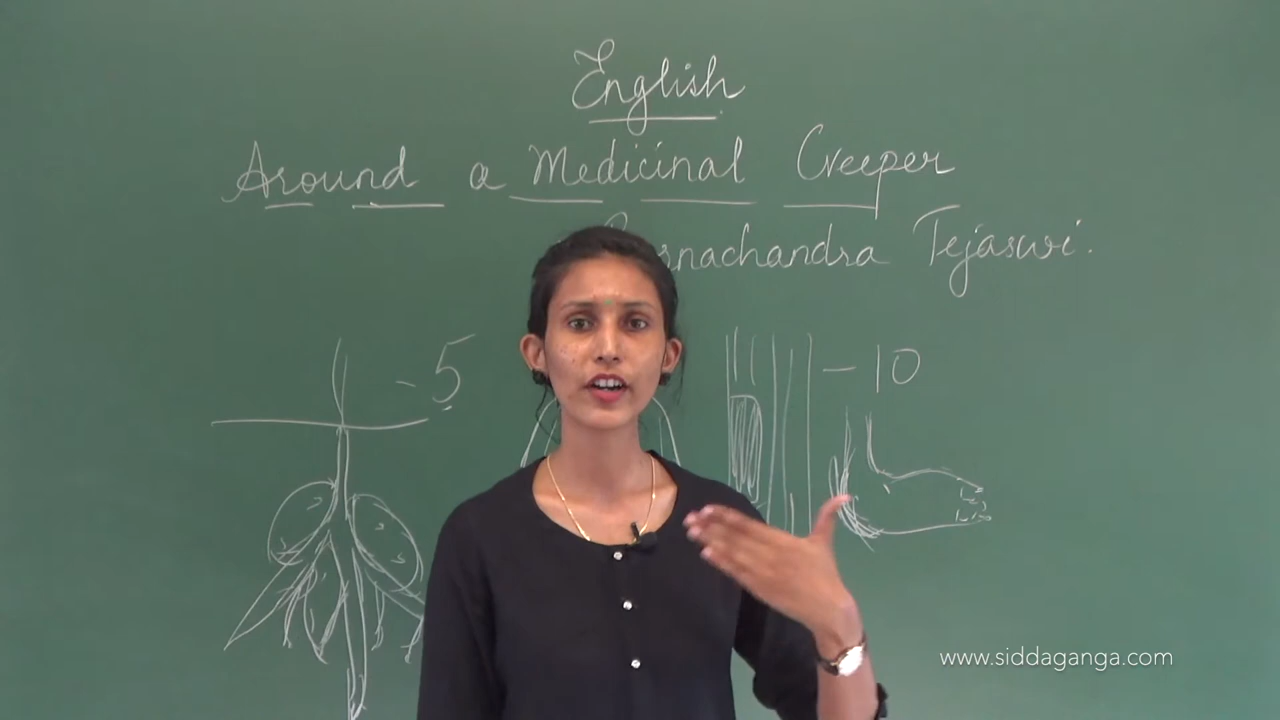 English
Around a Medicinal Creeper
Tejaswi.
- 5
- 10
www.siddaganga.com